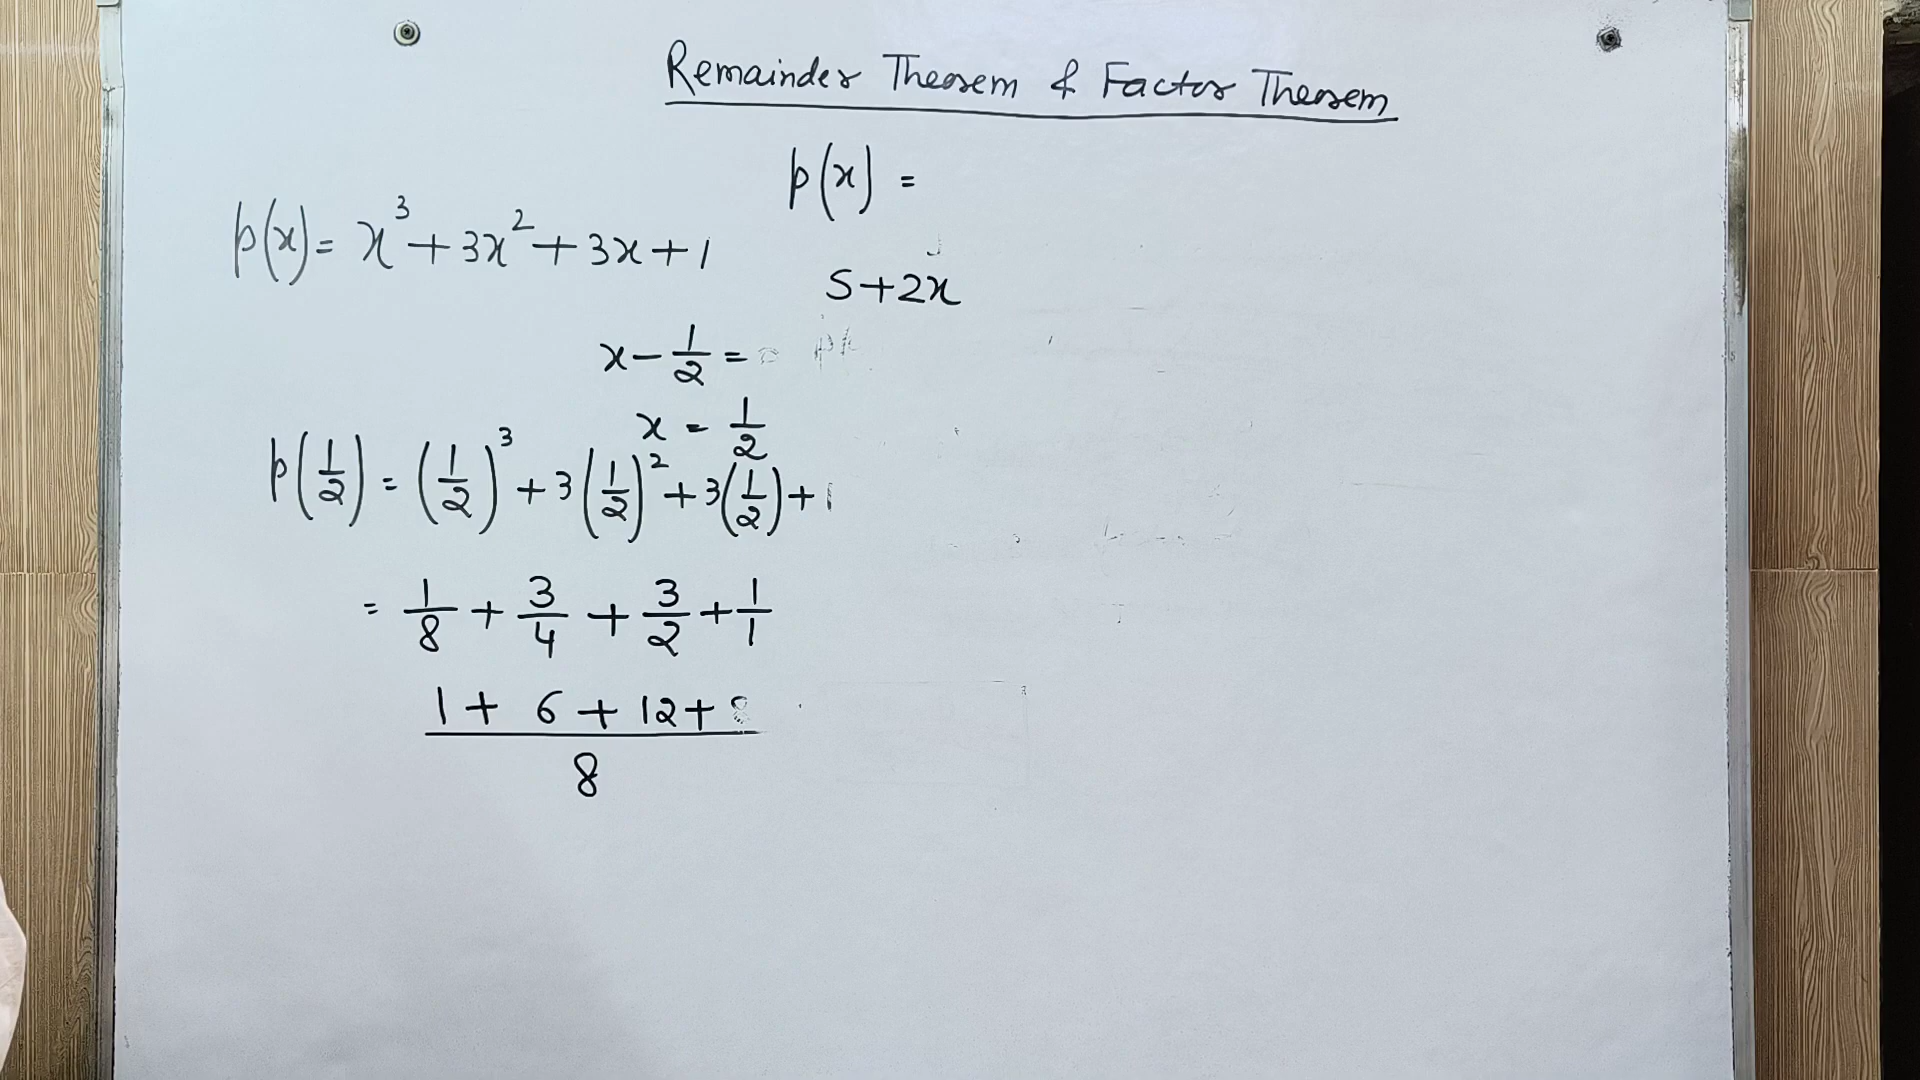 Remainder Theorem & Factor Theorem
p(x) =
p(x) = x³ + 3x² + 3x + 1
5+2x
x - 1/2 = 0
x = 1/2
p(1/2) = (1/2)³ + 3(1/2)² + 3(1/2) + 1
= 1/8 + 3/4 + 3/2 + 1/1
1 + 6 + 12 + 8
8